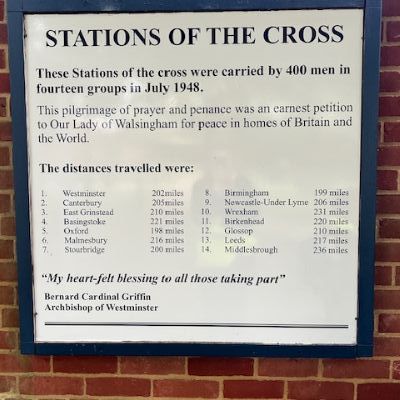 STATIONS OF THE CROSS
These Stations of the cross were carried by 400 men in
fourteen groups in July 1948.
This pilgrimage of prayer and penance was an earnest petition
to Our Lady of Walsingham for peace in homes of Britain and
the World.
The distances travelled were:
1. Westminster 202miles
2. Canterbury 205miles
3. East Grinstead 210 miles
4. Basingstoke 221 miles
5. Oxford 198 miles
6. Malmesbury 216 miles
7. Stourbridge 200 miles
8. Birmingham 199 miles
9. Newcastle-Under Lyme 206 miles
10. Wrexham 231 miles
11. Birkenhead 220 miles
12. Glossop 210 miles
13. Leeds 217 miles
14. Middlesbrough 236 miles
“My heart-felt blessing to all those taking part”
Bernard Cardinal Griffin
Archbishop of Westminster